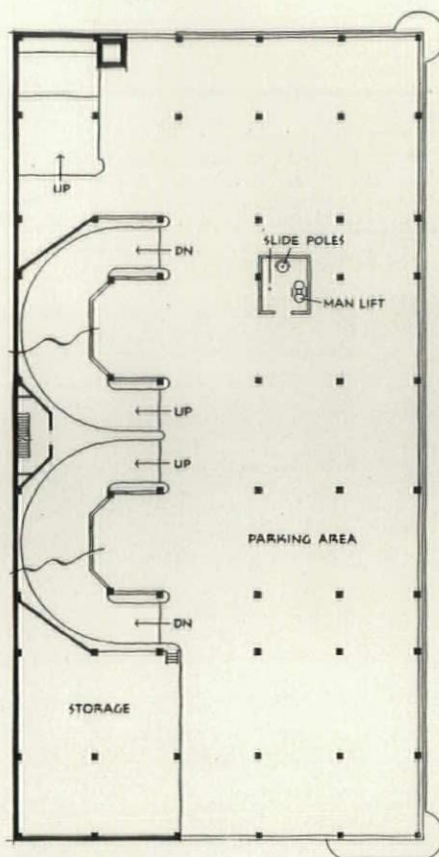 UP
DN
SLIDE POLES
MAN LIFT
UP
UP
PARKING AREA
DN
STORAGE